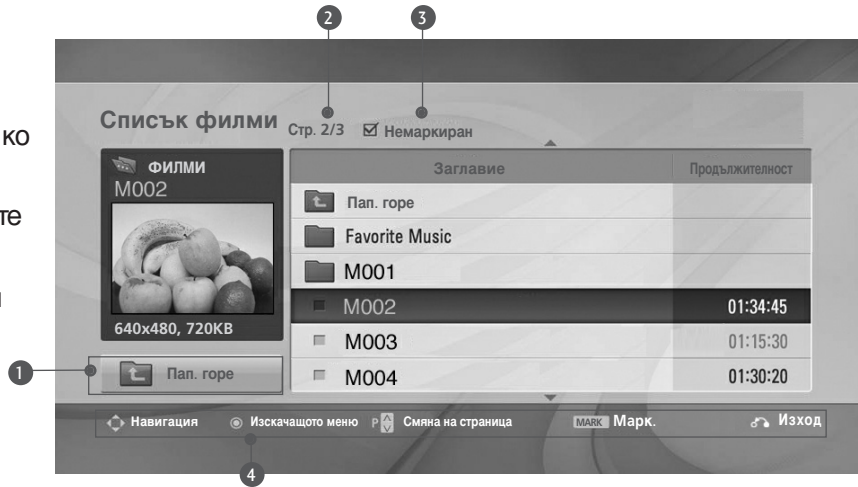 2 3
ко
те
Списък филми Стр. 2/3 Немаркиран
ФИЛМИ
M002
640x480, 720KB
Заглавие Продължителност
Пап. горе
Favorite Music
M001
M002 01:34:45
M003 01:15:30
M004 01:30:20
1 Пап. горе
Навигация Изскачащото меню P Смяна на страница MARK Марк. Изход
4